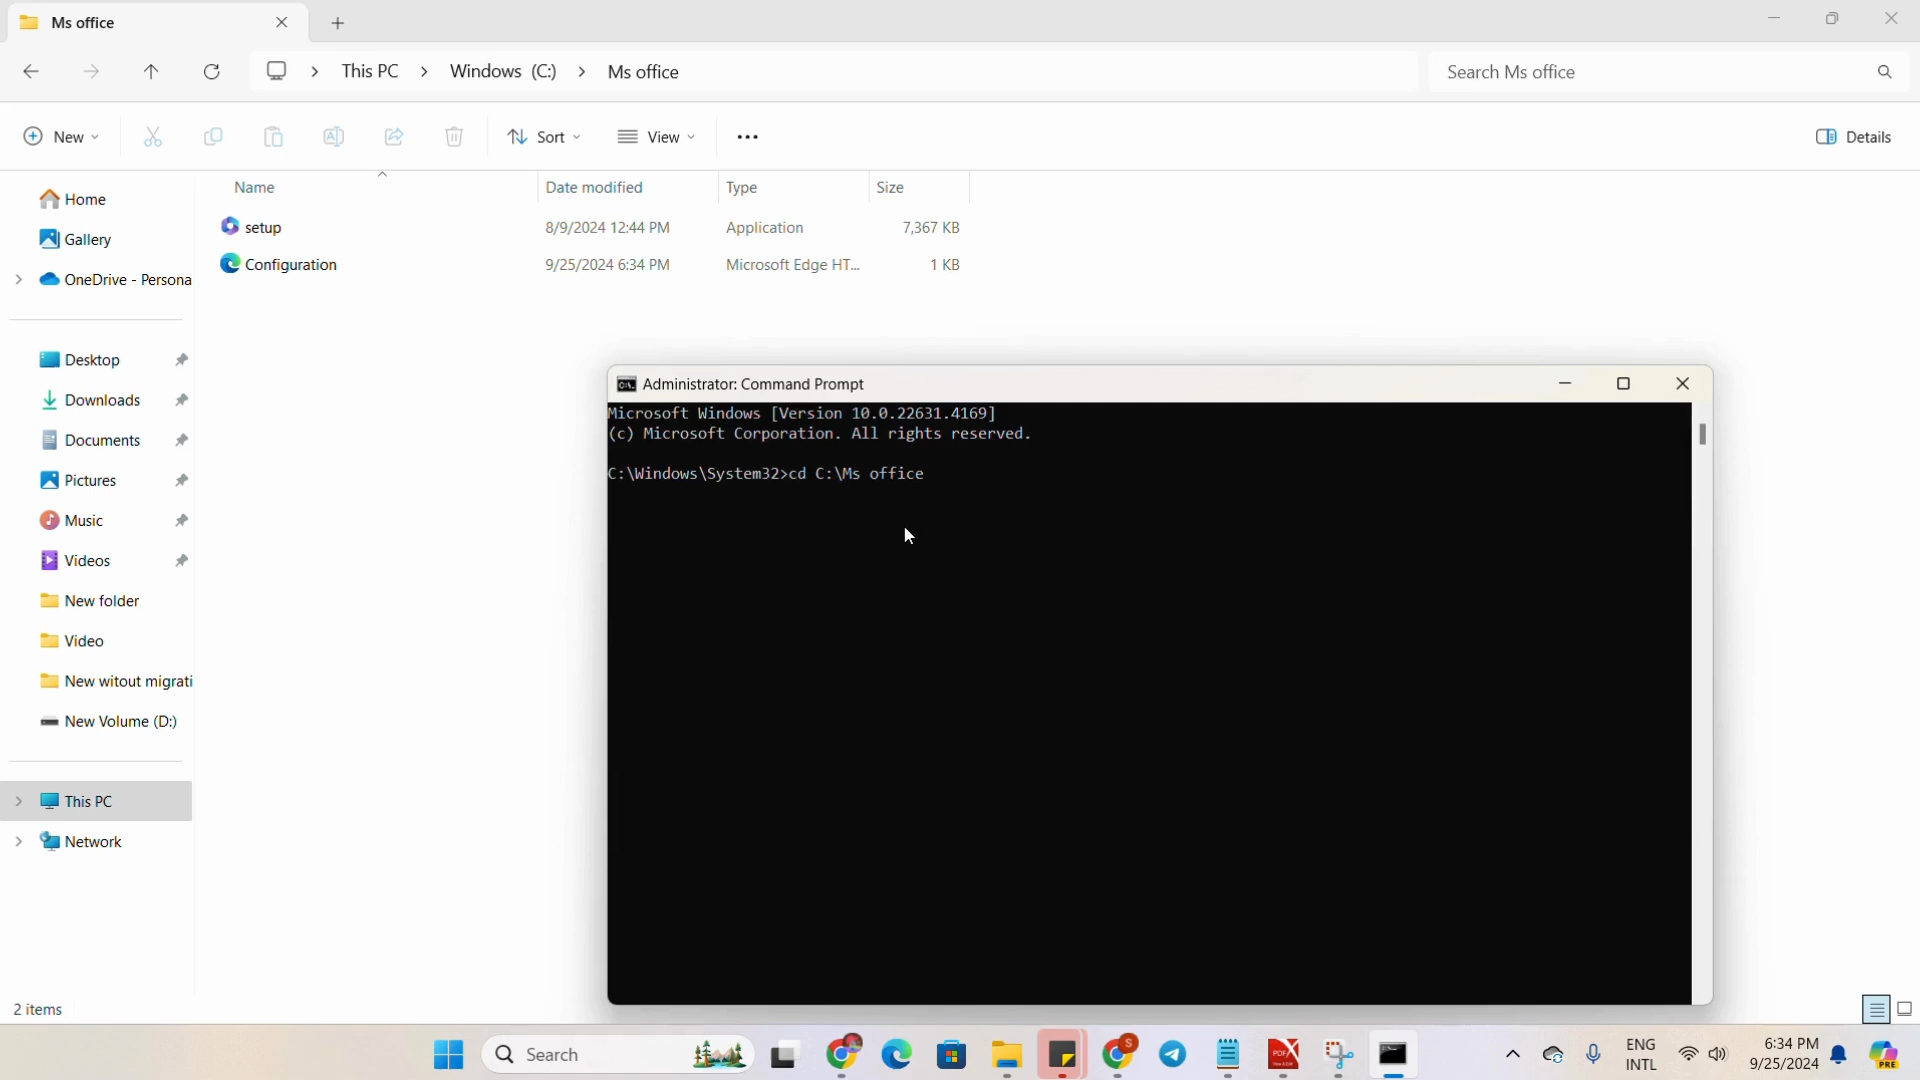 Ms office
This PC > Windows (C:) > Ms office
Search Ms office
New
Sort
View
Details
Name
Date modified
Type
Size
setup
8/9/2024 12:44 PM
Application
7,367 KB
Configuration
9/25/2024 6:34 PM
Microsoft Edge HT...
1 KB
Home
Gallery
OneDrive - Persona
Desktop
Downloads
Documents
Pictures
Music
Videos
New folder
Video
New witout migrati
New Volume (D:)
This PC
Network
Administrator: Command Prompt
Microsoft Windows [Version 10.0.22631.4169]
(c) Microsoft Corporation. All rights reserved.
C:\Windows\System32>cd C:\Ms office
2 items
Search
S
PDF
ENG
INTL
6:34 PM
9/25/2024
PRE